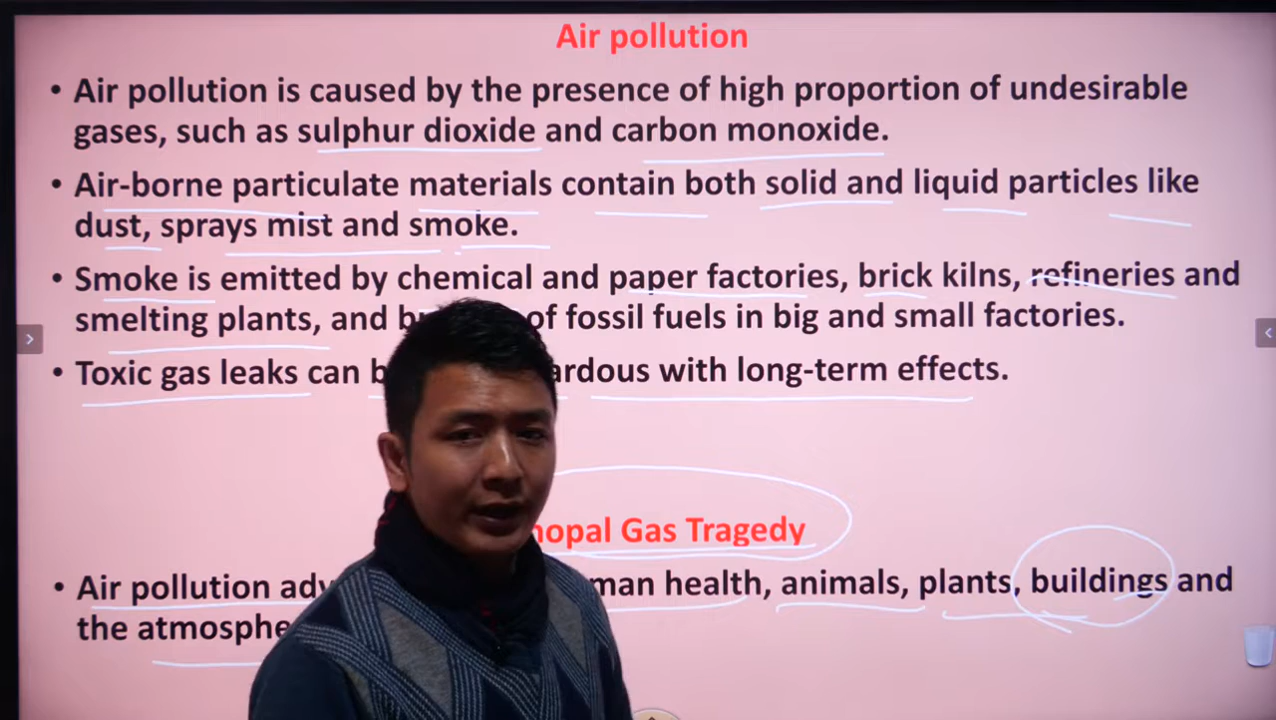 Air pollution
• Air pollution is caused by the presence of high proportion of undesirable
gases, such as sulphur dioxide and carbon monoxide.
• Air-borne particulate materials contain both solid and liquid particles like
dust, sprays mist and smoke.
• Smoke is emitted by chemical and paper factories, brick kilns, refineries and
smelting plants, and of fossil fuels in big and small factories.
• Toxic gas leaks can with long-term effects.
Gas Tragedy
• Air pollution health, animals, plants, buildings and
the